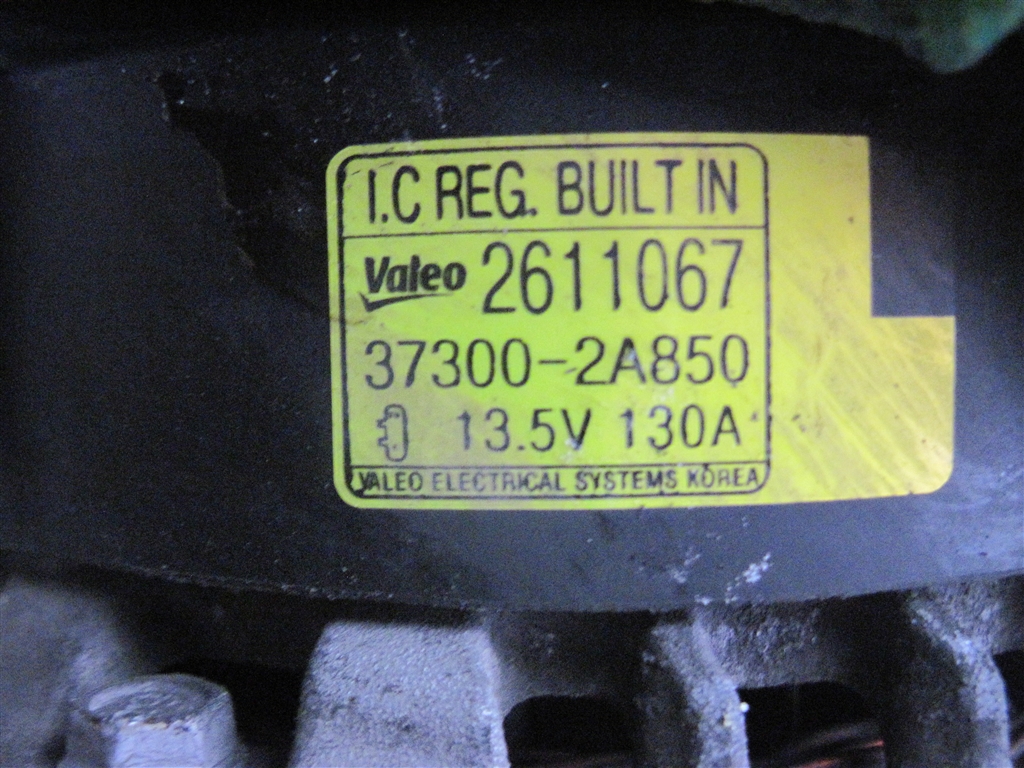 I.C REG. BUILT IN
Valeo 2611067
37300-2A850
13.5V 130A
VALEO ELECTRICAL SYSTEMS KOREA